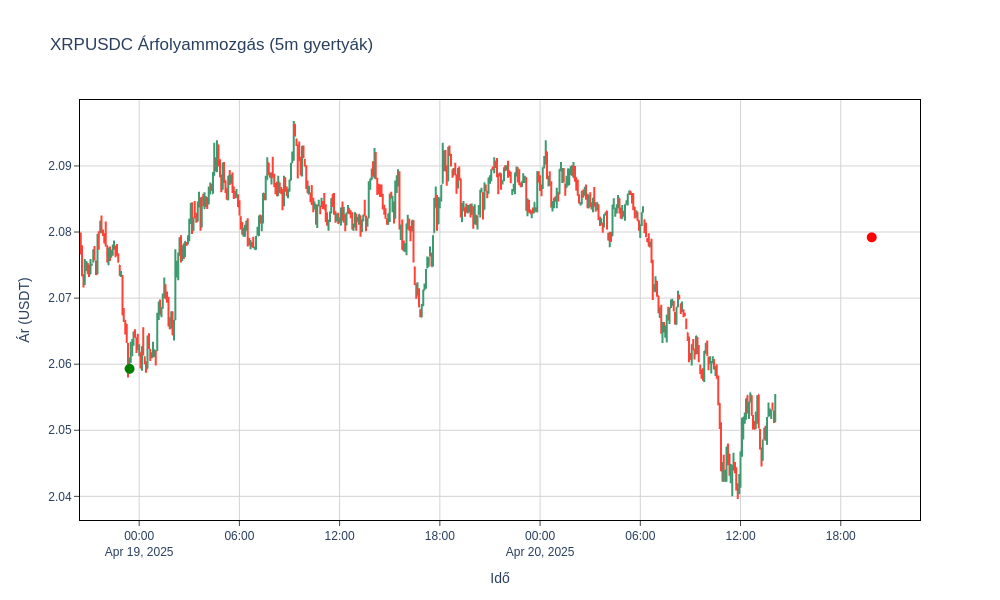 XRPUSDC Árfolyammozgás (5m gyertyák)
2.09
2.08
2.07
2.06
2.05
2.04
Ár (USDT)
00:00 06:00 12:00 18:00 00:00 06:00 12:00 18:00
Apr 19, 2025 Apr 20, 2025
Idő